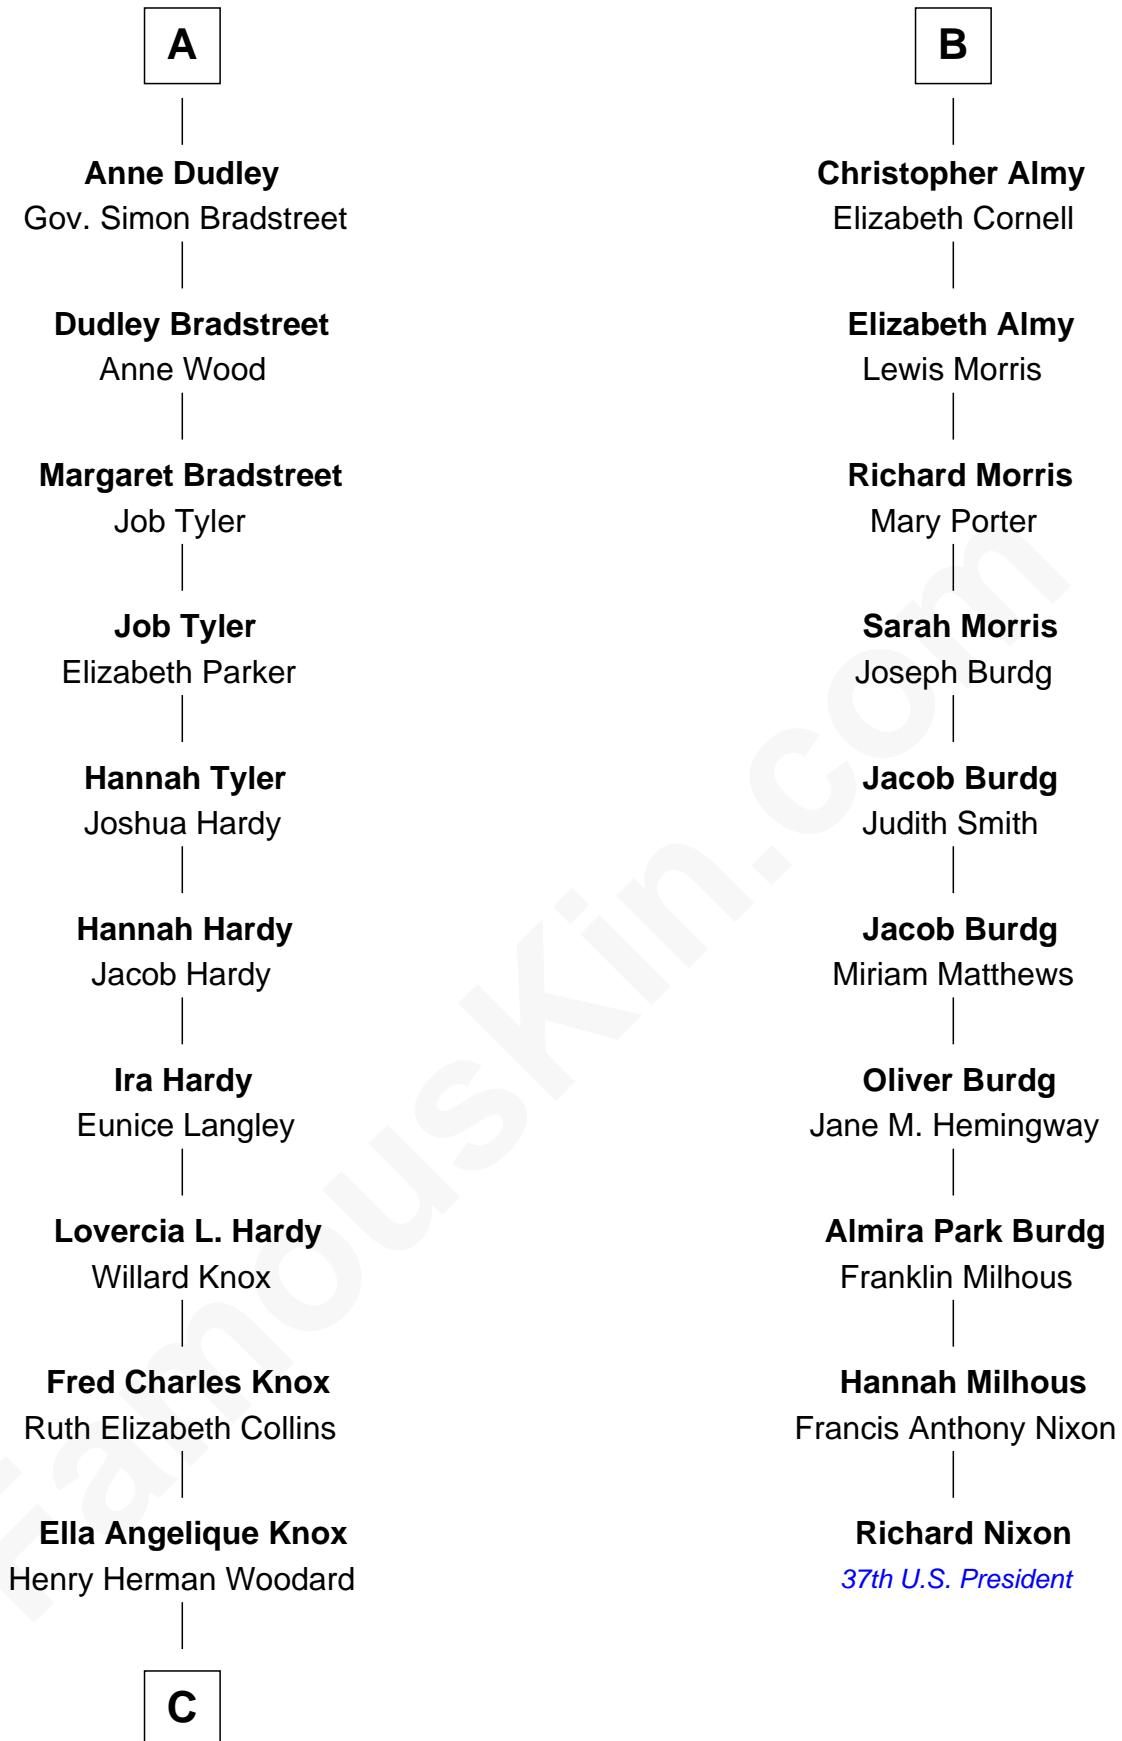 A
Anne Dudley
Gov. Simon Bradstreet
Dudley Bradstreet
Anne Wood
Margaret Bradstreet
Job Tyler
Job Tyler
Elizabeth Parker
Hannah Tyler
Joshua Hardy
Hannah Hardy
Jacob Hardy
Ira Hardy
Eunice Langley
Lovercia L. Hardy
Willard Knox
Fred Charles Knox
Ruth Elizabeth Collins
Ella Angelique Knox
Henry Herman Woodard
C
B
Christopher Almy
Elizabeth Cornell
Elizabeth Almy
Lewis Morris
Richard Morris
Mary Porter
Sarah Morris
Joseph Burdg
Jacob Burdg
Judith Smith
Jacob Burdg
Miriam Matthews
Oliver Burdg
Jane M. Hemingway
Almira Park Burdg
Franklin Milhous
Hannah Milhous
Francis Anthony Nixon
Richard Nixon
37th U.S. President
FamousKin.com